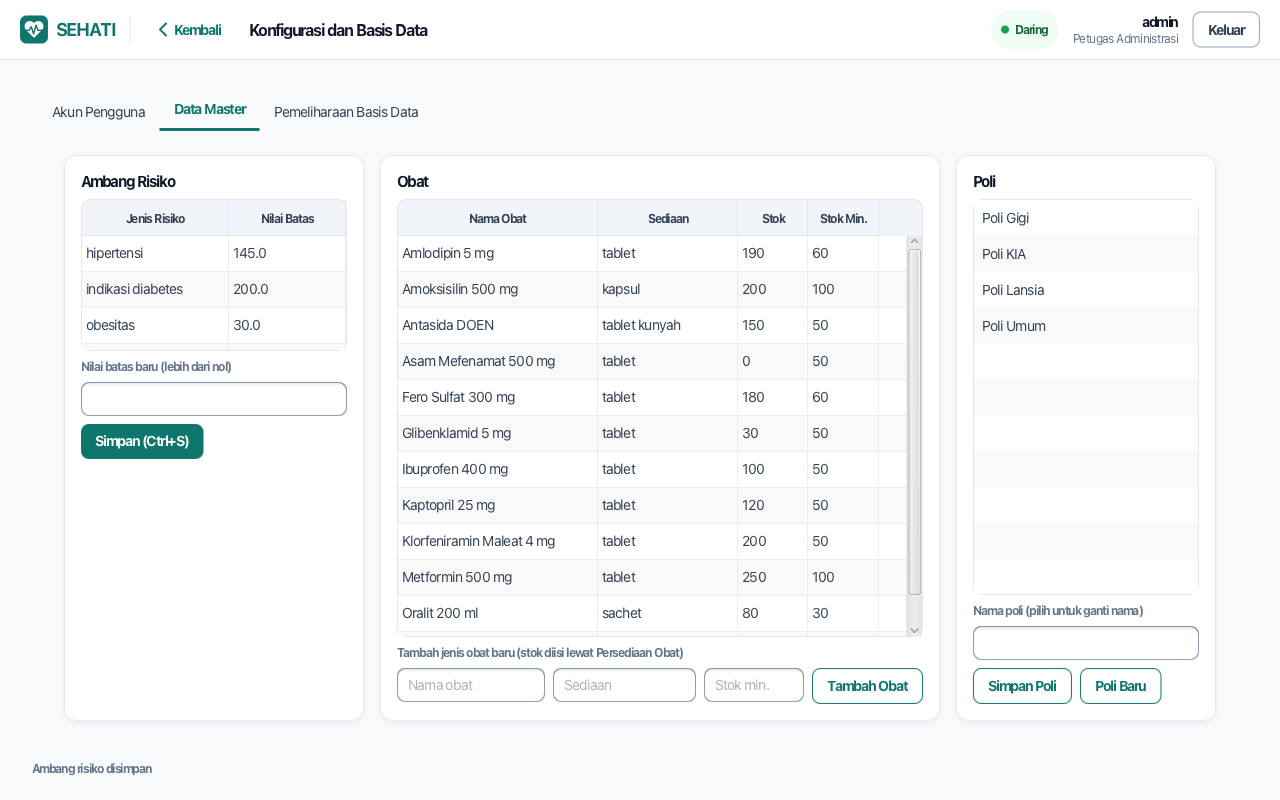 SEHATI
Kembali
Konfigurasi dan Basis Data
Daring
admin
Petugas Administrasi
Keluar
Akun Pengguna
Data Master
Pemeliharaan Basis Data
Ambang Risiko
Jenis Risiko Nilai Batas
hipertensi 145.0
indikasi diabetes 200.0
obesitas 30.0
Nilai batas baru (lebih dari nol)
Simpan (Ctrl+S)
Obat
Nama Obat Sediaan Stok Stok Min.
Amlodipin 5 mg tablet 190 60
Amoksisilin 500 mg kapsul 200 100
Antasida DOEN tablet kunyah 150 50
Asam Mefenamat 500 mg tablet 0 50
Fero Sulfat 300 mg tablet 180 60
Glibenklamid 5 mg tablet 30 50
Ibuprofen 400 mg tablet 100 50
Kaptopril 25 mg tablet 120 50
Klorfeniramin Maleat 4 mg tablet 200 50
Metformin 500 mg tablet 250 100
Oralit 200 ml sachet 80 30
Tambah jenis obat baru (stok diisi lewat Persediaan Obat)
Nama obat Sediaan Stok min. Tambah Obat
Poli
Poli Gigi
Poli KIA
Poli Lansia
Poli Umum
Nama poli (pilih untuk ganti nama)
Simpan Poli Poli Baru
Ambang risiko disimpan